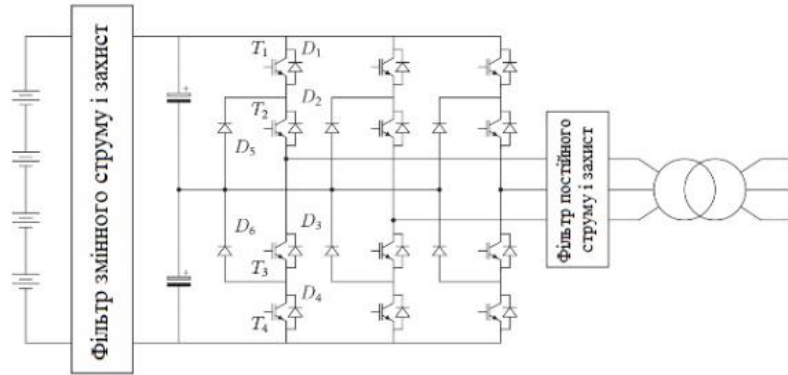 Фільтр змінного струму і захист
T₁
D₁
D₂
T₂
D₅
D₆
D₃
T₃
D₄
T₄
Фільтр постійного
струму і захист
+
+